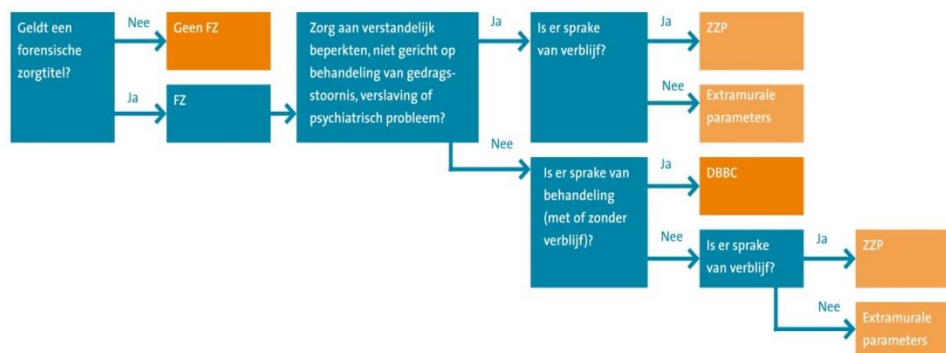 Geldt een
forensische
zorgtitel?
Nee
Geen FZ
Ja
FZ
Zorg aan verstandelijk
beperkten, niet gericht op
behandeling van gedrags-
stoornis, verslaving of
psychiatrisch probleem?
Ja
Is er sprake
van verblijf?
Ja
ZZP
Nee
Extramurale
parameters
Nee
Is er sprake van
behandeling
(met of zonder
verblijf)?
Ja
DBBC
Nee
Is er sprake
van verblijf?
Ja
ZZP
Nee
Extramurale
parameters